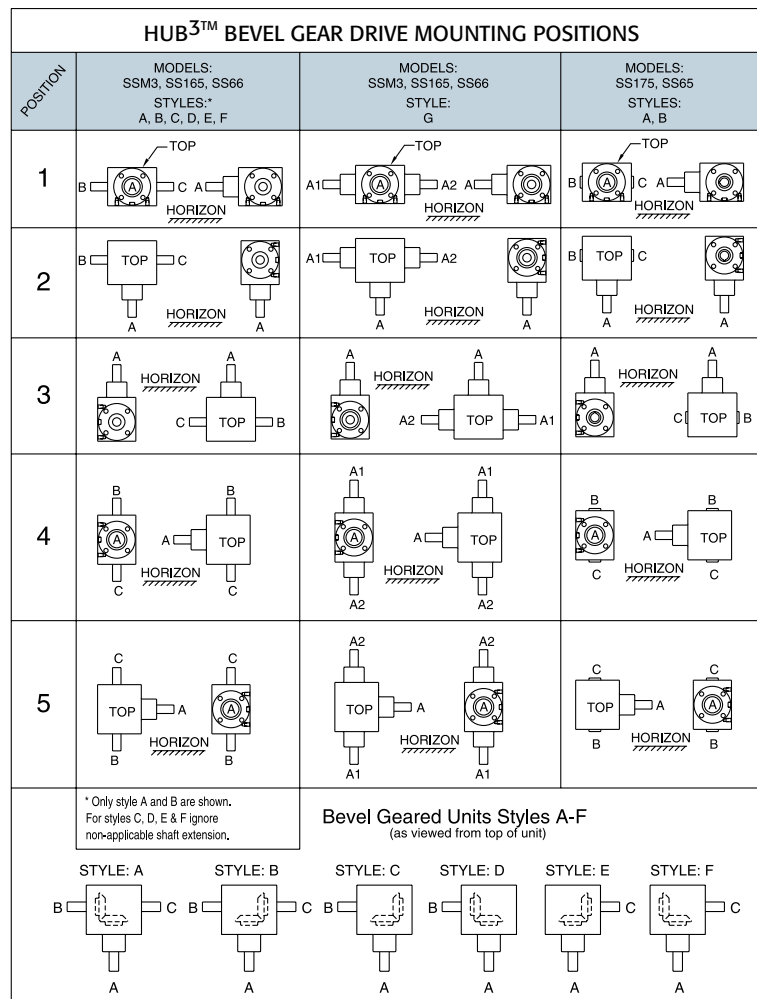 HUB3™ BEVEL GEAR DRIVE MOUNTING POSITIONS
POSITION
MODELS:
SSM3, SS165, SS66
STYLES:*
A, B, C, D, E, F
MODELS:
SSM3, SS165, SS66
STYLE:
G
MODELS:
SS175, SS65
STYLES:
A, B
1
TOP
B A C A
HORIZON
TOP
A1 A A2 A
HORIZON
TOP
B A C A
HORIZON
2
B TOP C
HORIZON
A A
A1 TOP A2
HORIZON
A A
B TOP C
HORIZON
A A
3
A A
HORIZON
C TOP B
A A
HORIZON
A2 TOP A1
A A
HORIZON
C TOP B
4
B B
A A TOP
HORIZON
C C
A1 A1
A A TOP
HORIZON
A2 A2
B B
A A TOP
HORIZON
C C
5
C C
TOP A A
HORIZON
B B
A2 A2
TOP A A
HORIZON
A1 A1
C C
TOP A A
HORIZON
B B
* Only style A and B are shown.
For styles C, D, E & F ignore
non-applicable shaft extension.
Bevel Geared Units Styles A-F
(as viewed from top of unit)
STYLE: A STYLE: B STYLE: C STYLE: D STYLE: E STYLE: F
B C B C B B C C
A A A A A A